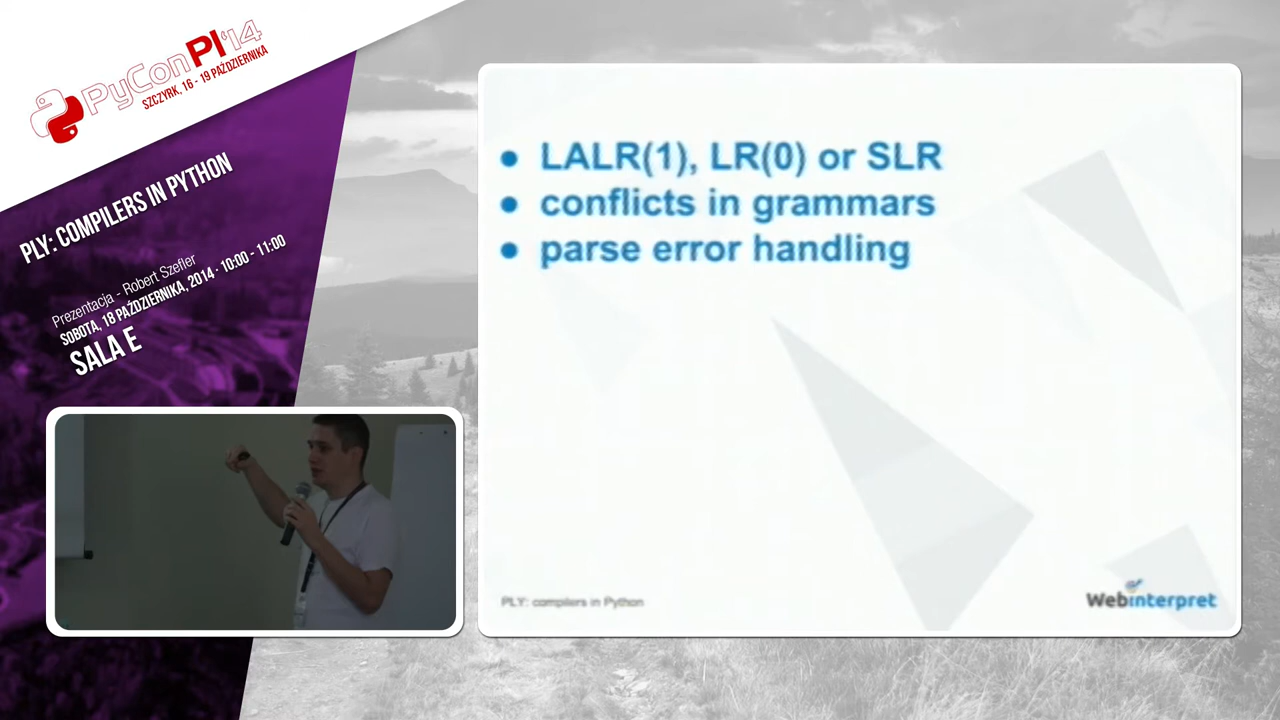 PyCon Pl'14
SZCZYRK, 16 - 19 PAŹDZIERNIKA
PLY: COMPILERS IN PYTHON
Prezentacja - Robert Szefler
SOBOTA, 18 PAŹDZIERNIKA, 2014 · 10:00 - 11:00
SALA E
● LALR(1), LR(0) or SLR
● conflicts in grammars
● parse error handling
PLY: compilers in Python
Webinterpret